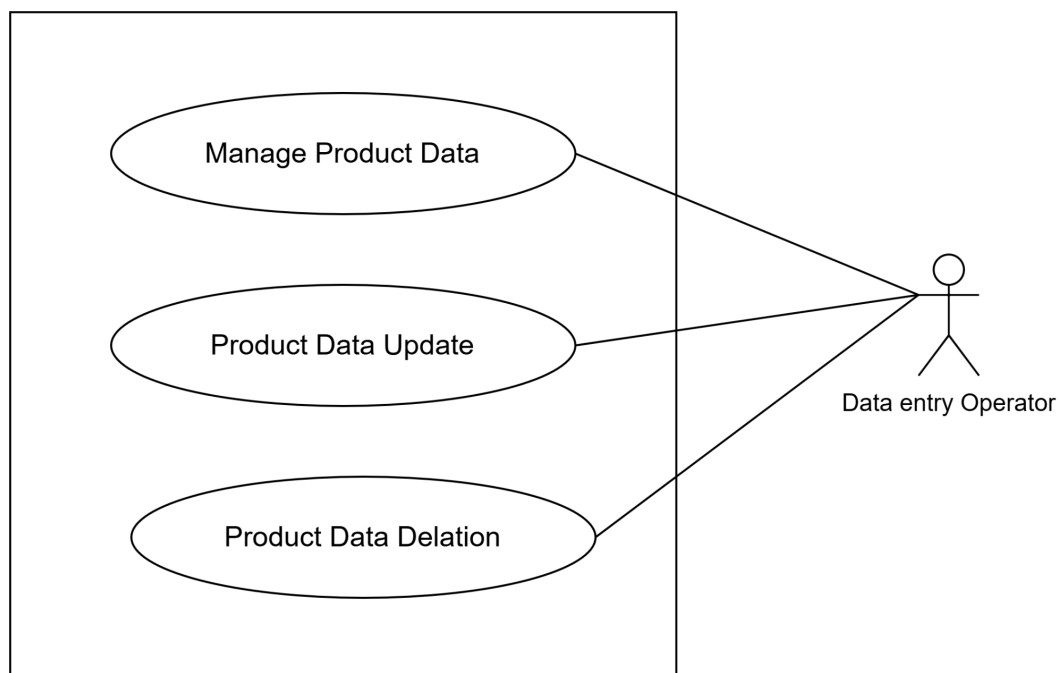 Manage Product Data
Product Data Update
Data entry Operator
Product Data Delation